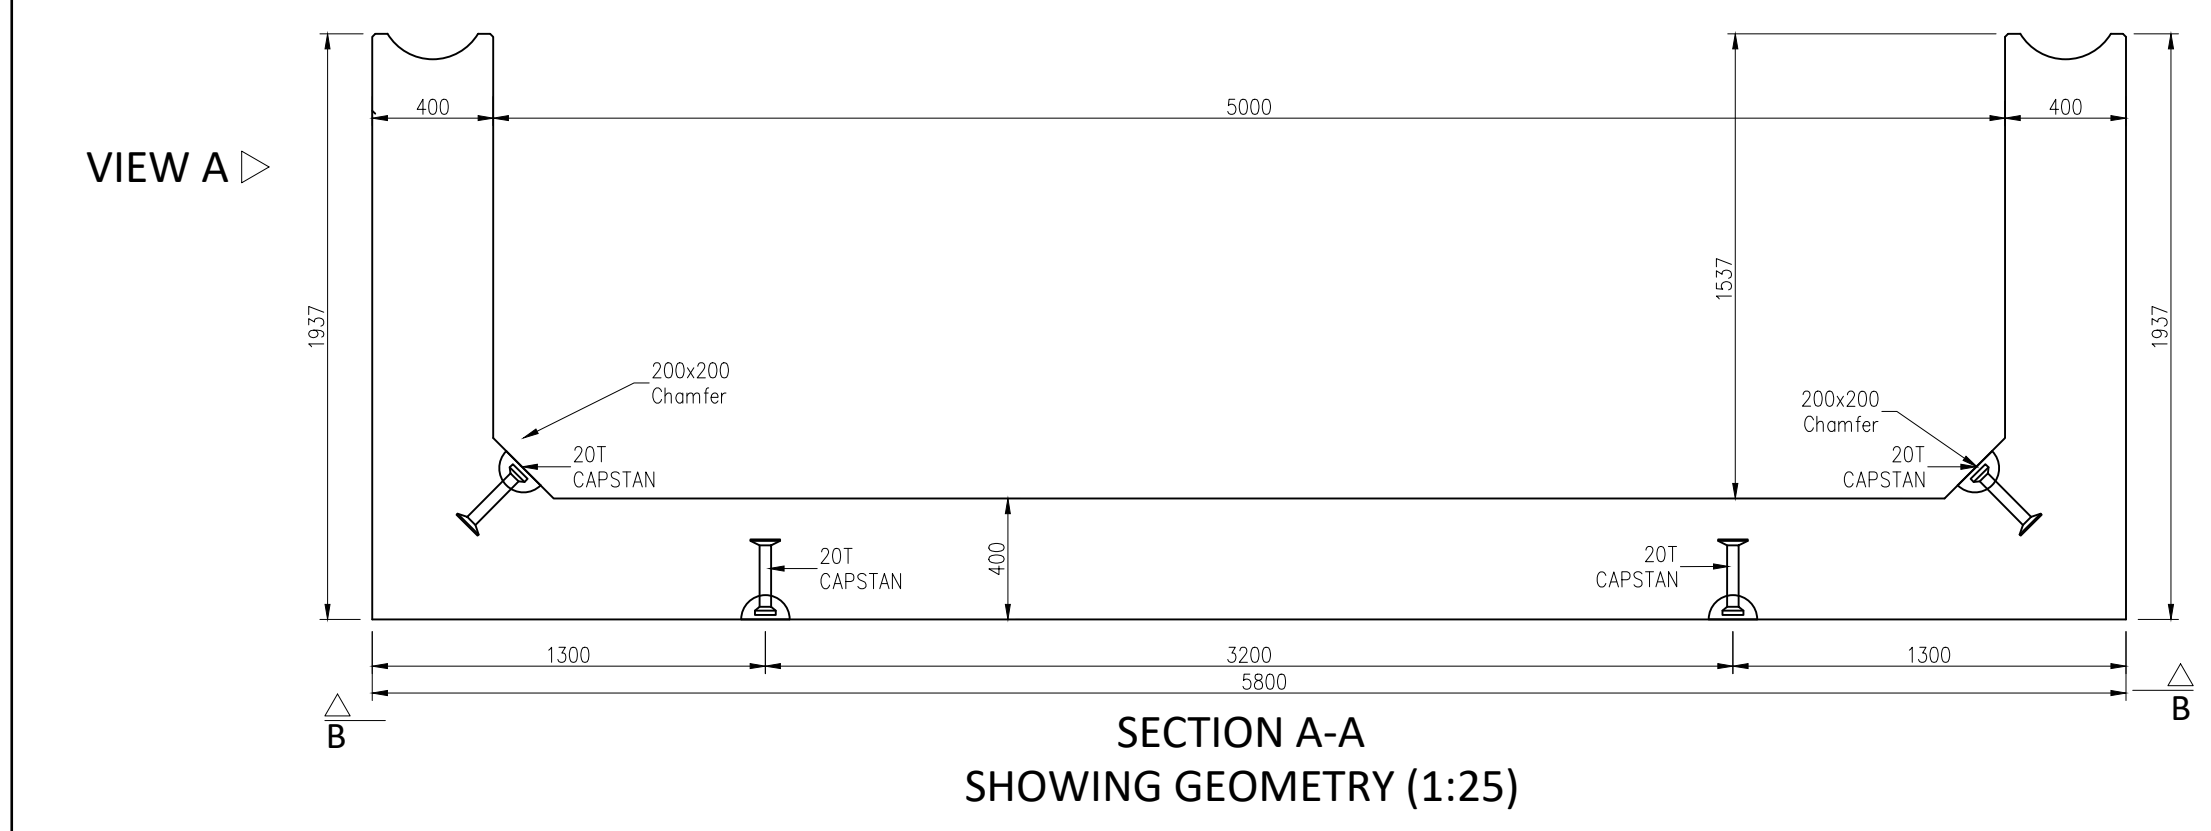 400
5000
400
VIEW A
1937
1537
1937
200x200
Chamfer
200x200
Chamfer
20T
CAPSTAN
20T
CAPSTAN
20T
CAPSTAN
400
20T
CAPSTAN
1300
3200
1300
5800
B
B
SECTION A-A
SHOWING GEOMETRY (1:25)